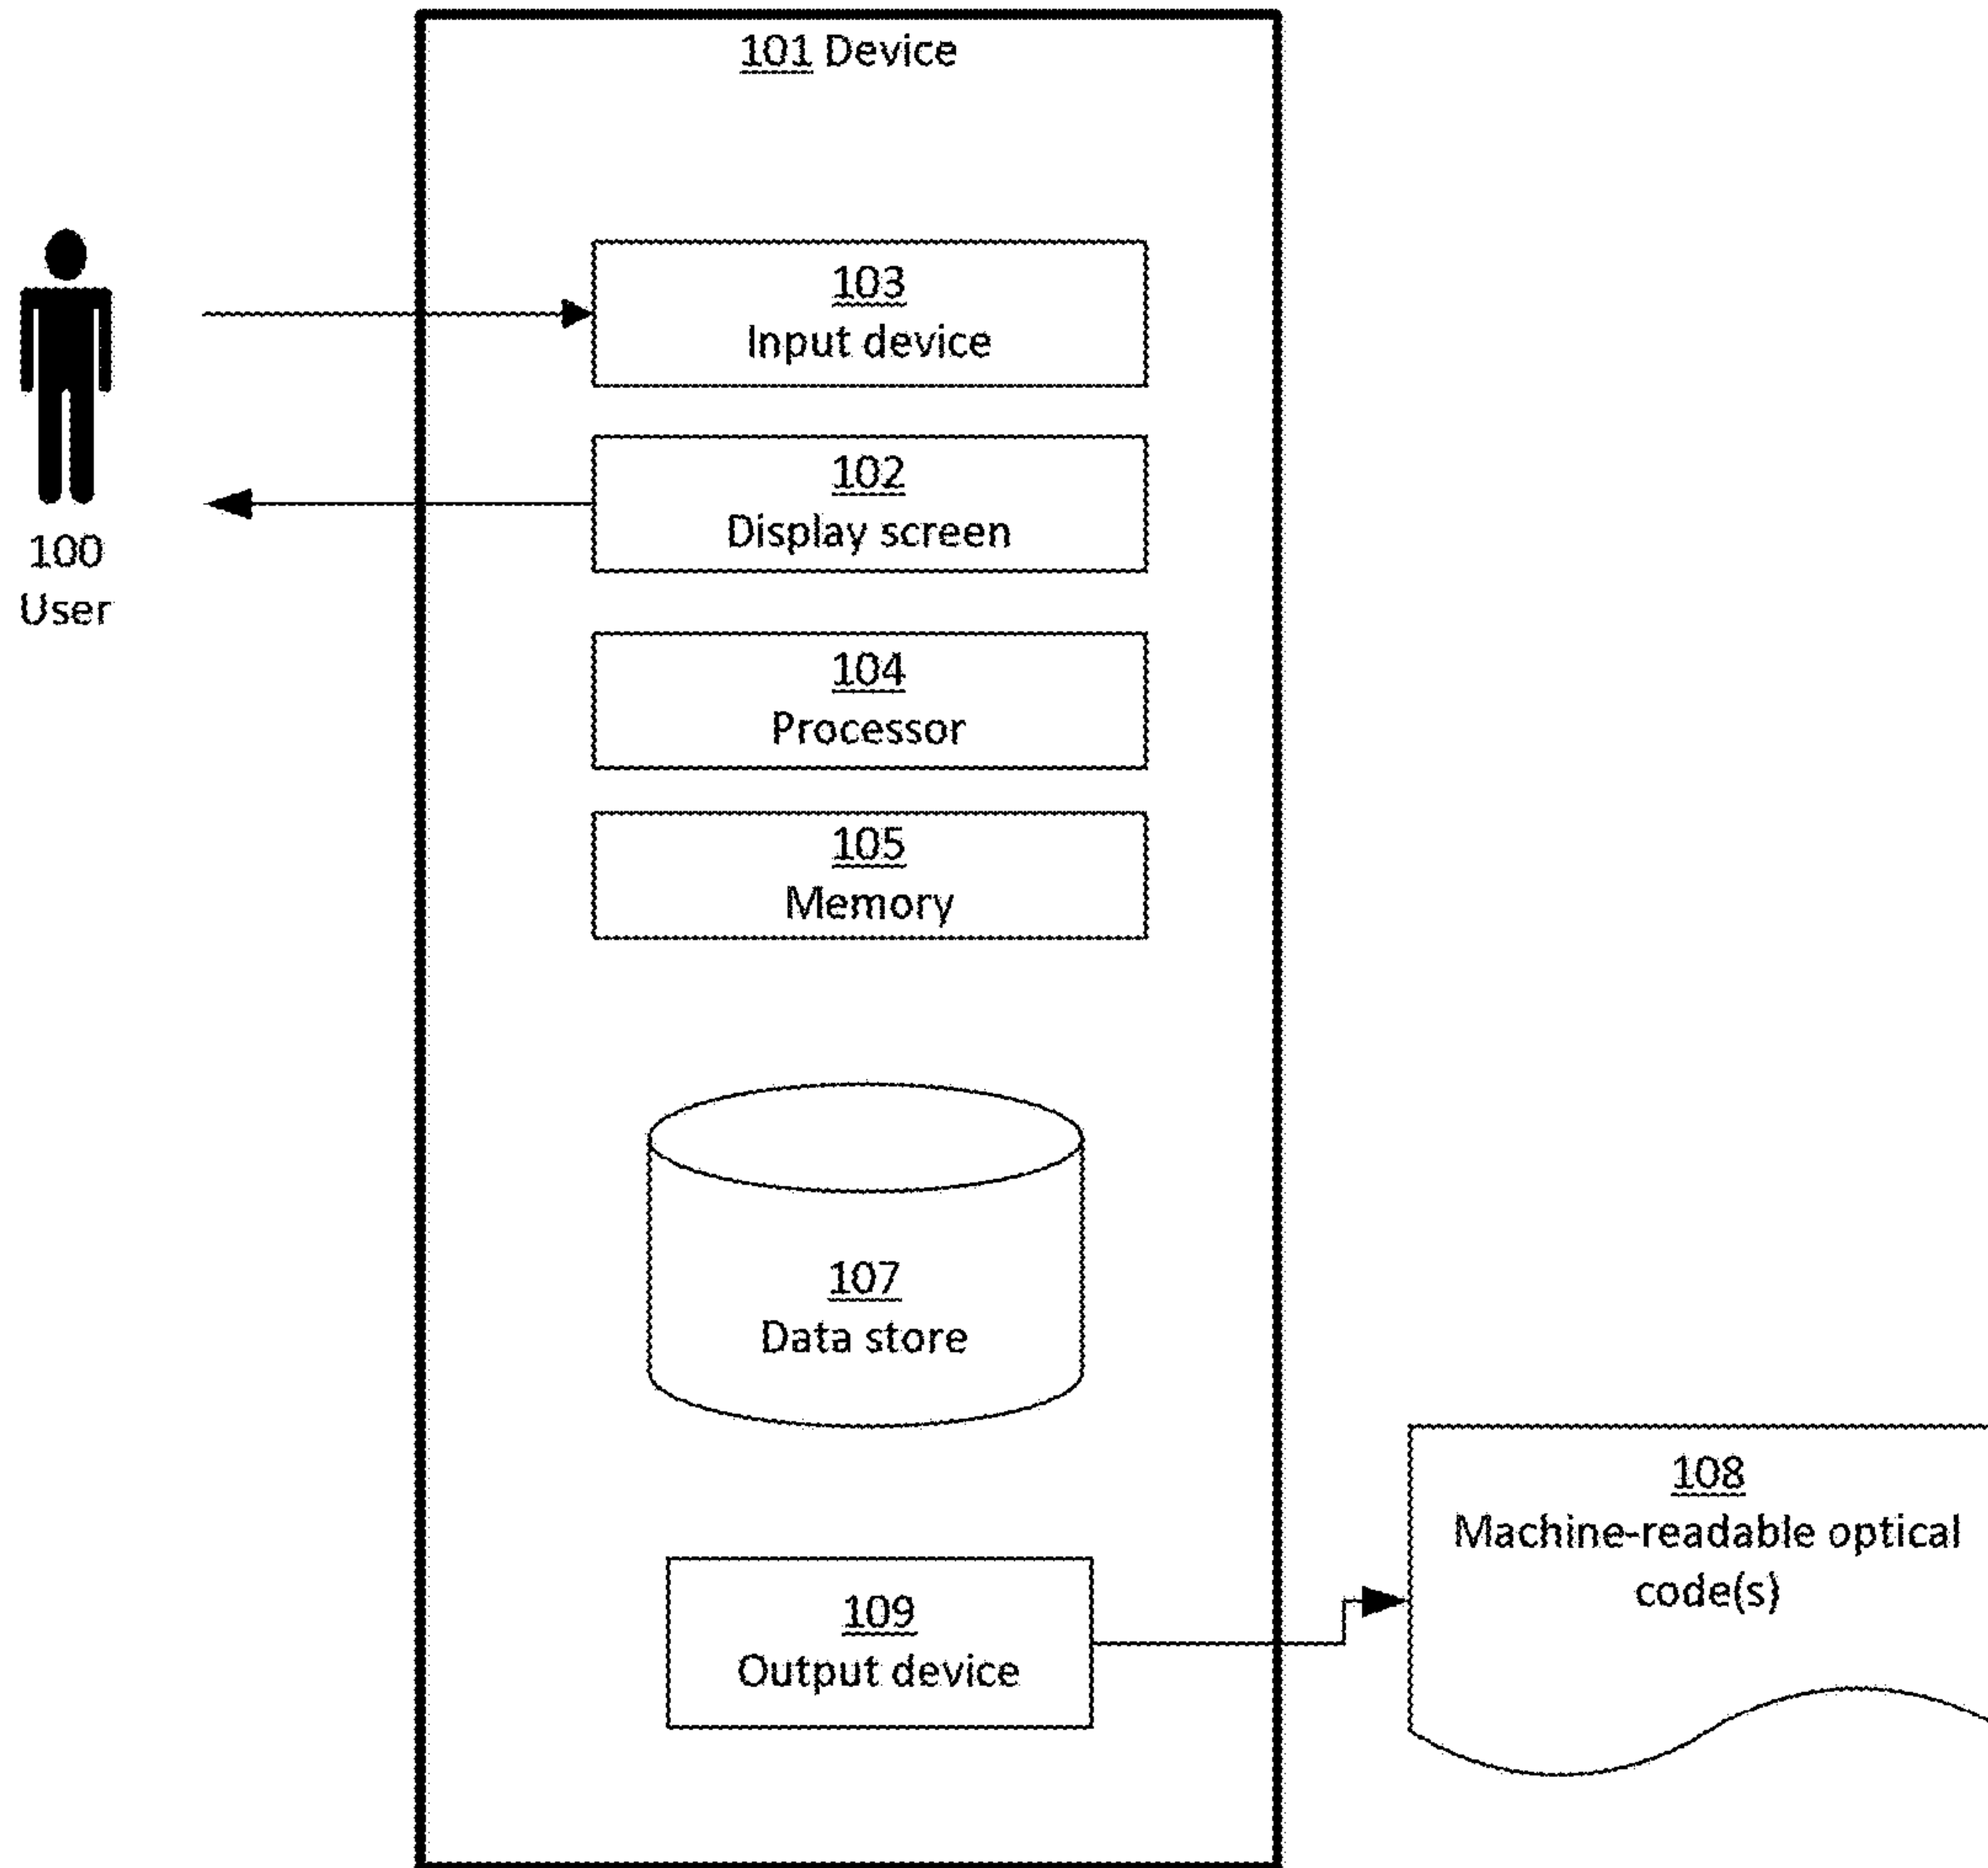 101 Device
103
Input device
102
Display screen
100
User
104
Processor
105
Memory
107
Data store
108
Machine-readable optical
code(s)
109
Output device